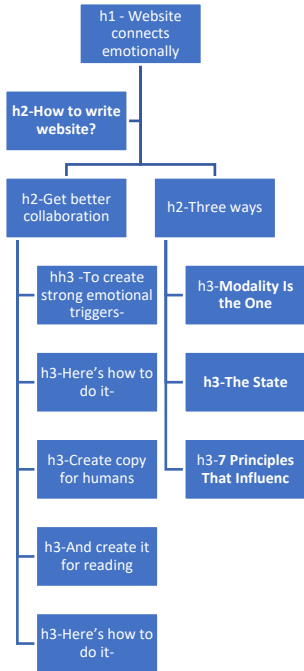 h1 - Website
connects
emotionally
h2-How to write
website?
h2-Get better
collaboration
h2-Three ways
hh3 -To create
strong emotional
triggers-
h3-Here's how to
do it-
h3-Create copy
for humans
h3-And create it
for reading
h3-Here's how to
do it-
h3-Modality Is
the One
h3-The State
h3-7 Principles
That Influenc